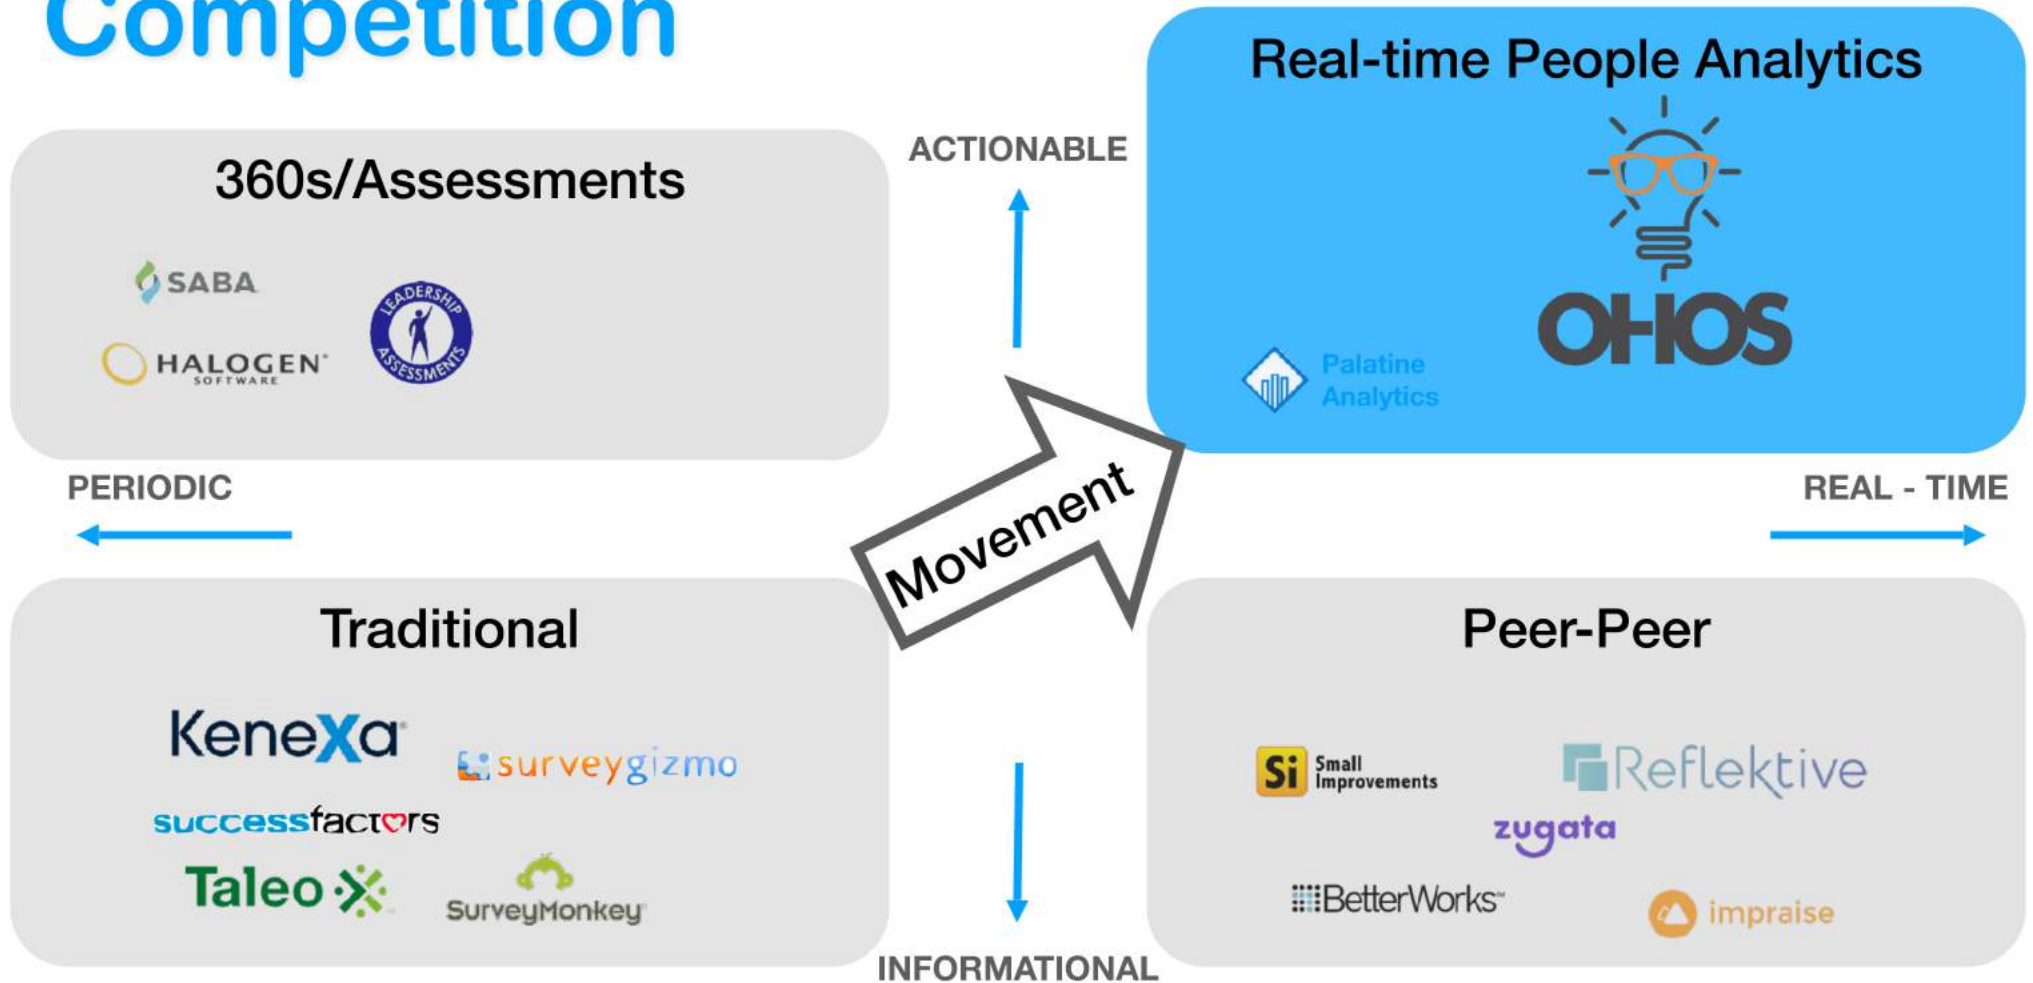 Competition
Real-time People Analytics
OHOS
Palatine
Analytics
360s/Assessments
SABA
HALOGEN
SOFTWARE
LEADERSHIP
ASSESSMENTS
ACTIONABLE
PERIODIC
REAL - TIME
Movement
Traditional
Kenexa
surveygizmo
successfactors
Taleo
SurveyMonkey
Peer-Peer
Si
Small
Improvements
Reflektive
zugata
BetterWorks
impraise
INFORMATIONAL